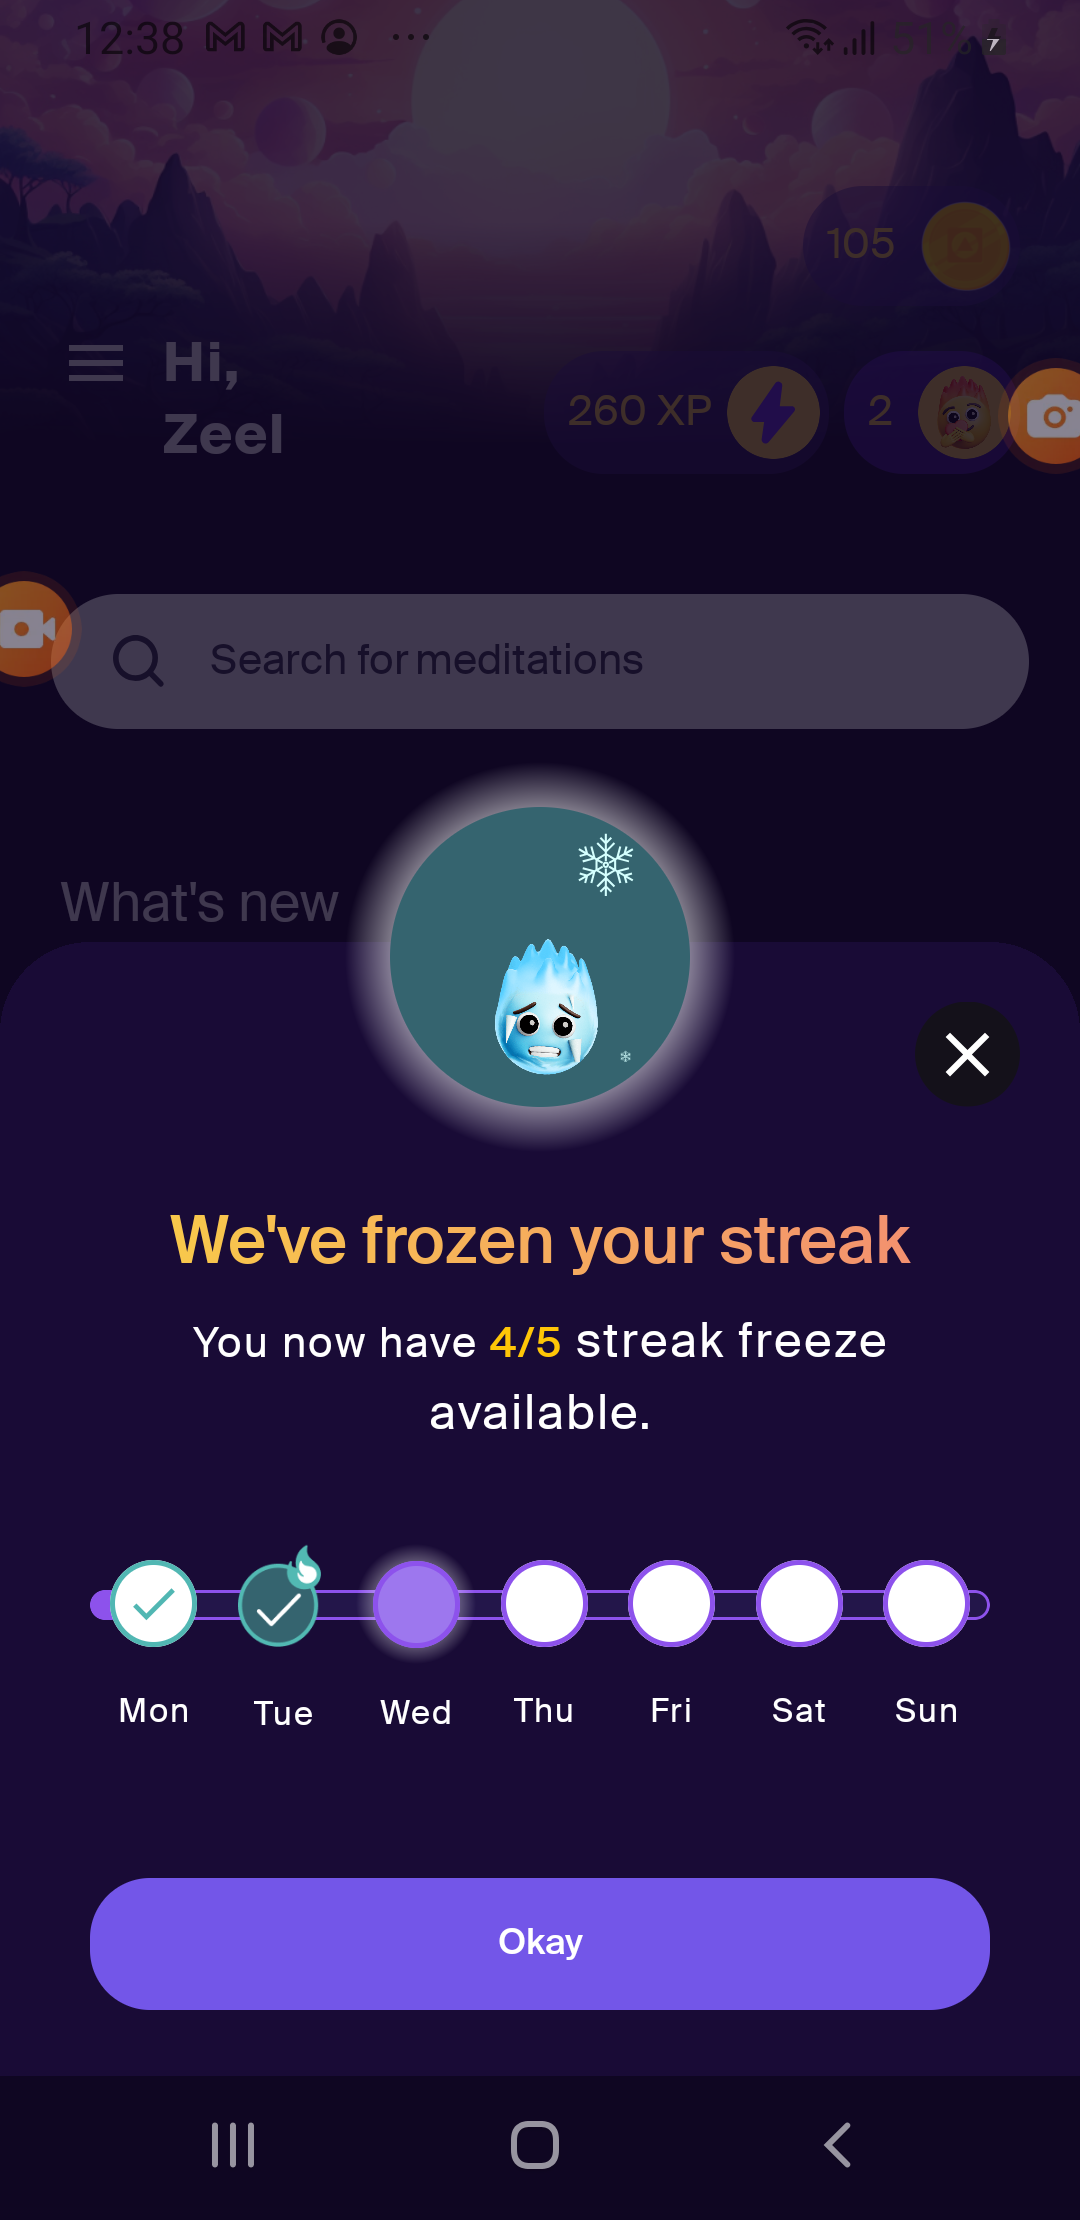 12:38
51%
105
Hi,
Zeel
260 XP
2
Search for meditations
What's new
We've frozen your streak
You now have 4/5 streak freeze
available.
Mon Tue Wed Thu Fri Sat Sun
Okay